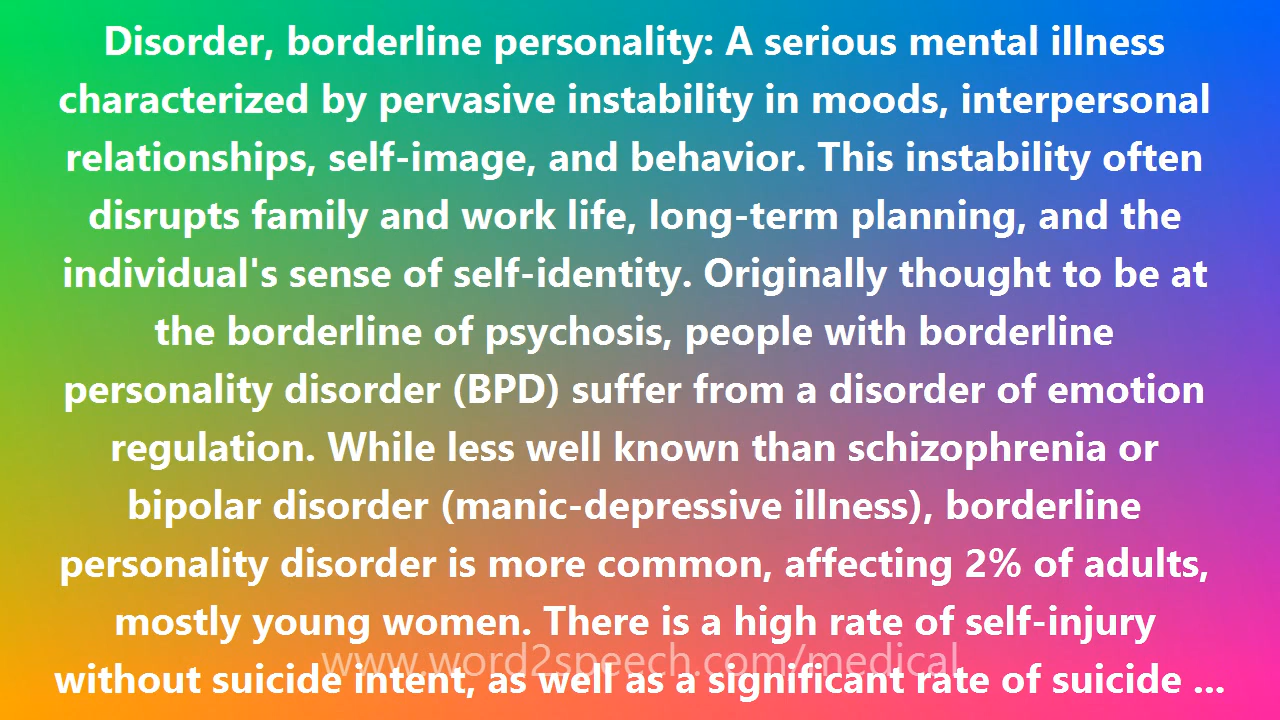 Disorder, borderline personality: A serious mental illness
characterized by pervasive instability in moods, interpersonal
relationships, self-image, and behavior. This instability often
disrupts family and work life, long-term planning, and the
individual's sense of self-identity. Originally thought to be at
the borderline of psychosis, people with borderline
personality disorder (BPD) suffer from a disorder of emotion
regulation. While less well known than schizophrenia or
bipolar disorder (manic-depressive illness), borderline
personality disorder is more common, affecting 2% of adults,
mostly young women. There is a high rate of self-injury
www.word2speech.com/medical
without suicide intent, as well as a significant rate of suicide ...